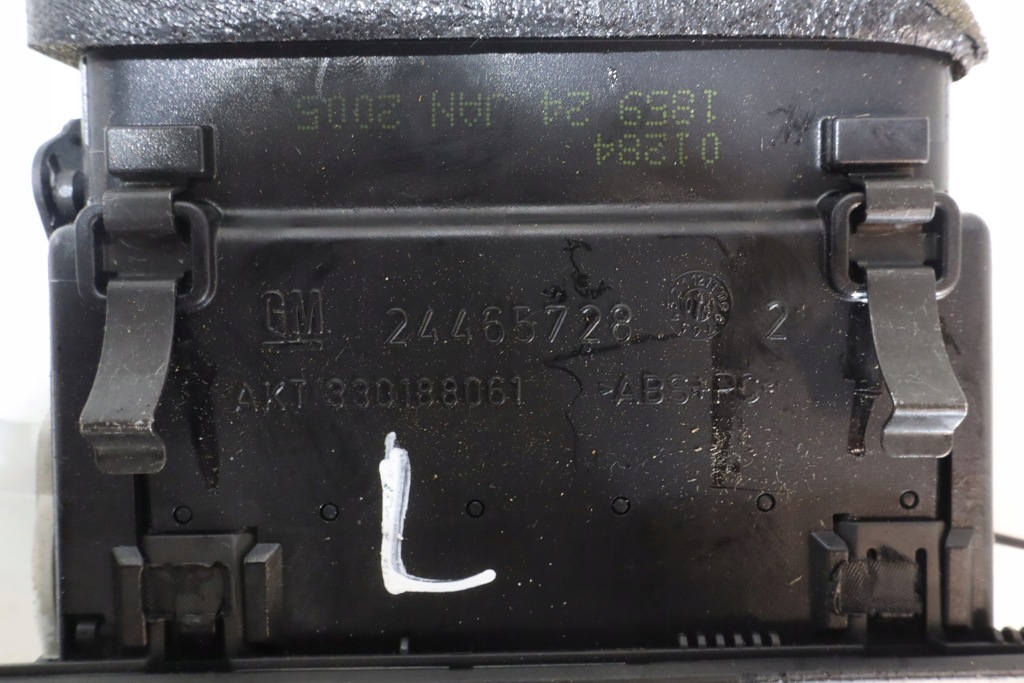 1859 24 JAN 2005
01284
GM 24465728 2
AKT 330188061 >ABS+PC<
L